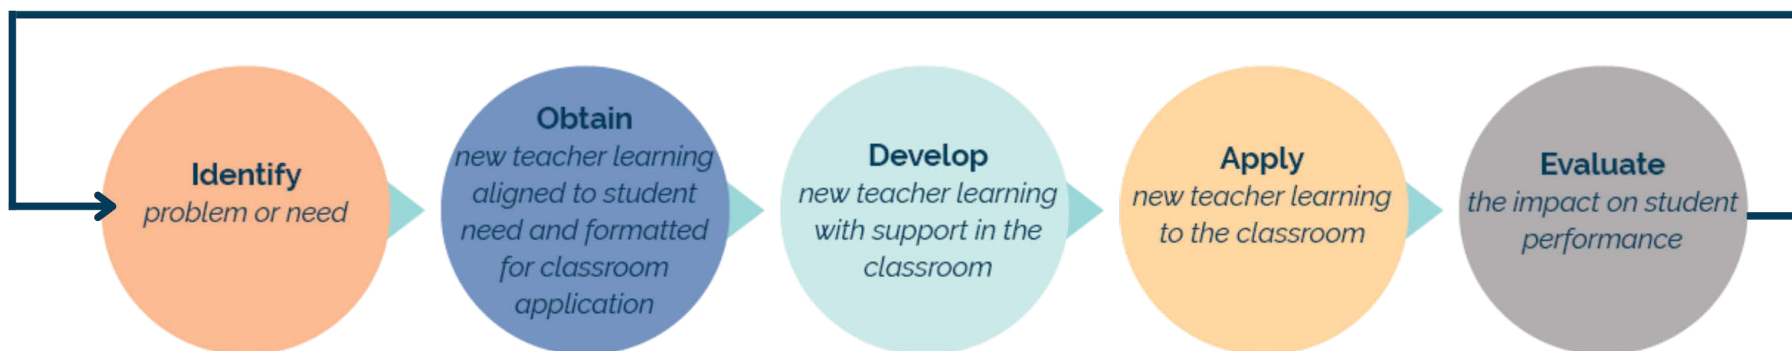 Identify
problem or need
Obtain
new teacher learning
aligned to student
need and formatted
for classroom
application
Develop
new teacher learning
with support in the
classroom
Apply
new teacher learning
to the classroom
Evaluate
the impact on student
performance